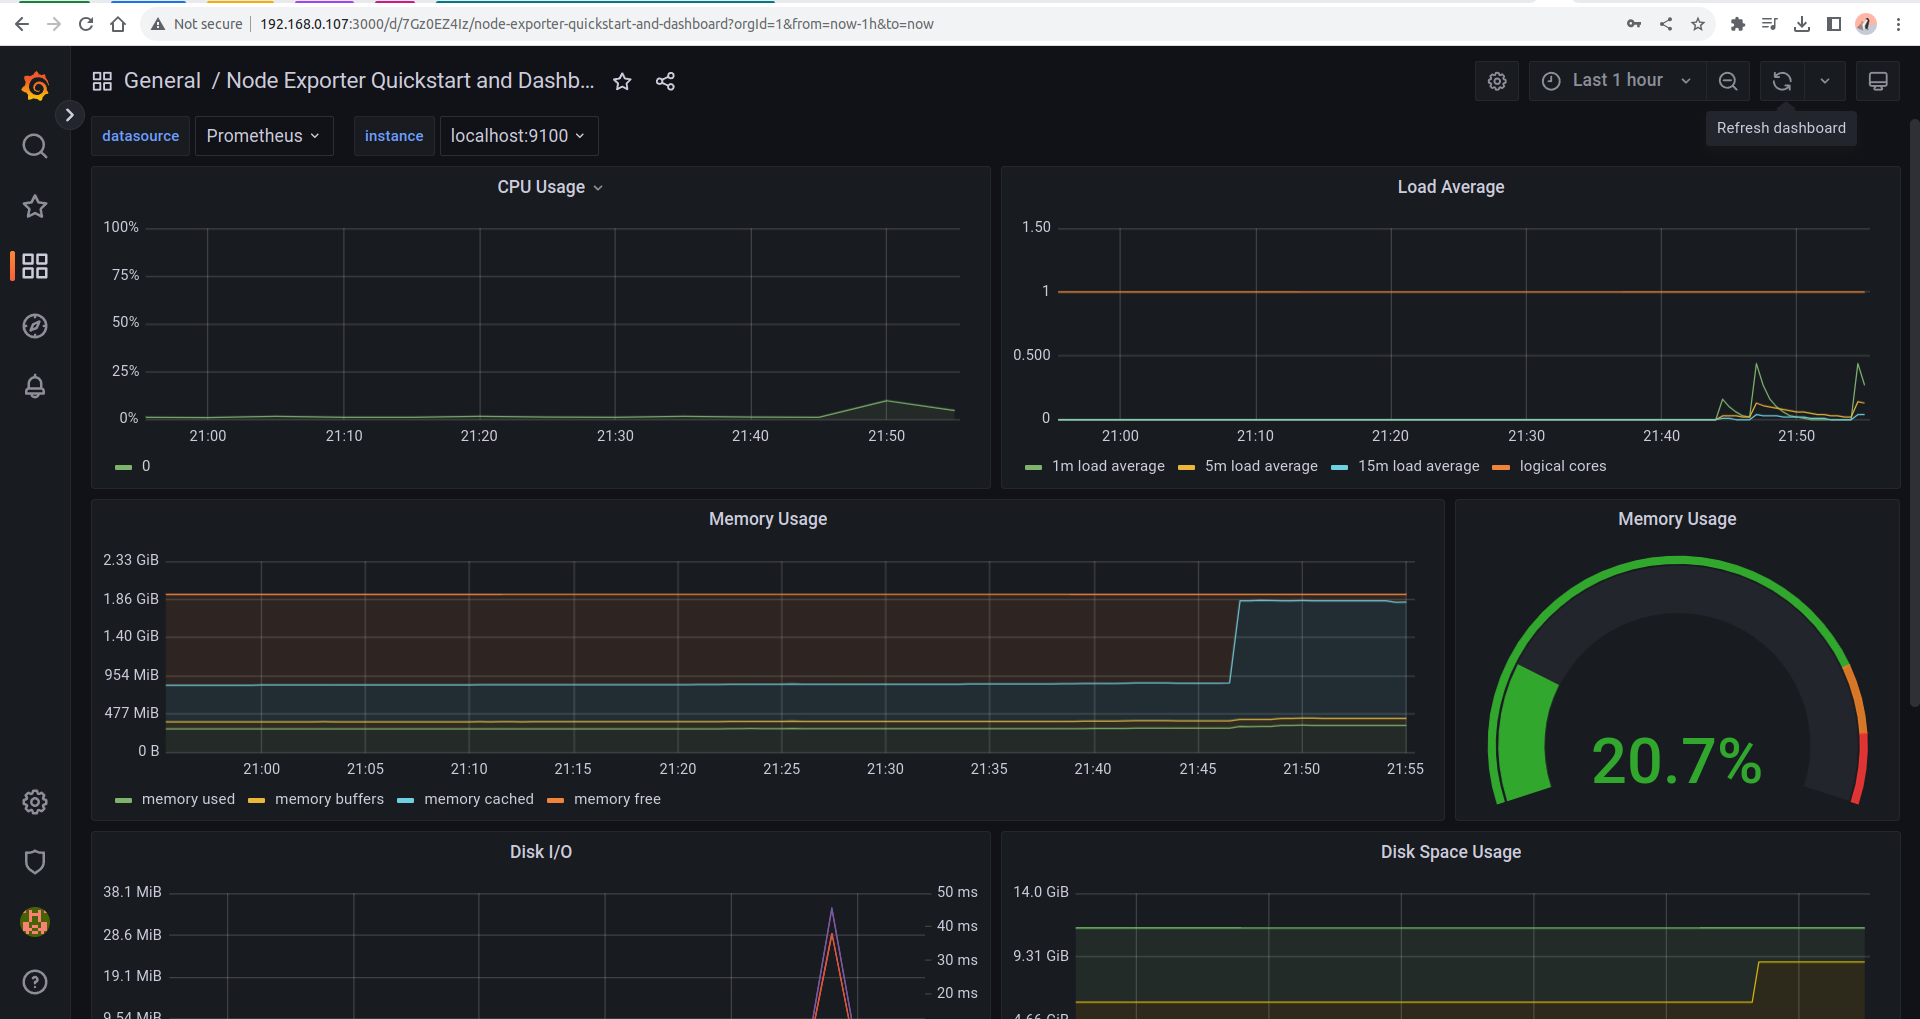 Not secure 192.168.0.107:3000/d/7Gz0EZ4Iz/node-exporter-quickstart-and-dashboard?orgId=1&from=now-1h&to=now
General / Node Exporter Quickstart and Dashb...
Last 1 hour
Refresh dashboard
datasource Prometheus instance localhost:9100
CPU Usage
100%
75%
50%
25%
0%
21:00 21:10 21:20 21:30 21:40 21:50
0
Load Average
1.50
1
0.500
0
21:00 21:10 21:20 21:30 21:40 21:50
1m load average 5m load average 15m load average logical cores
Memory Usage
2.33 GiB
1.86 GiB
1.40 GiB
954 MiB
477 MiB
0 B
21:00 21:05 21:10 21:15 21:20 21:25 21:30 21:35 21:40 21:45 21:50 21:55
memory used memory buffers memory cached memory free
Memory Usage
20.7%
Disk I/O
38.1 MiB
28.6 MiB
19.1 MiB
9.54 MiB
50 ms
40 ms
30 ms
20 ms
Disk Space Usage
14.0 GiB
9.31 GiB
4.66 GiB